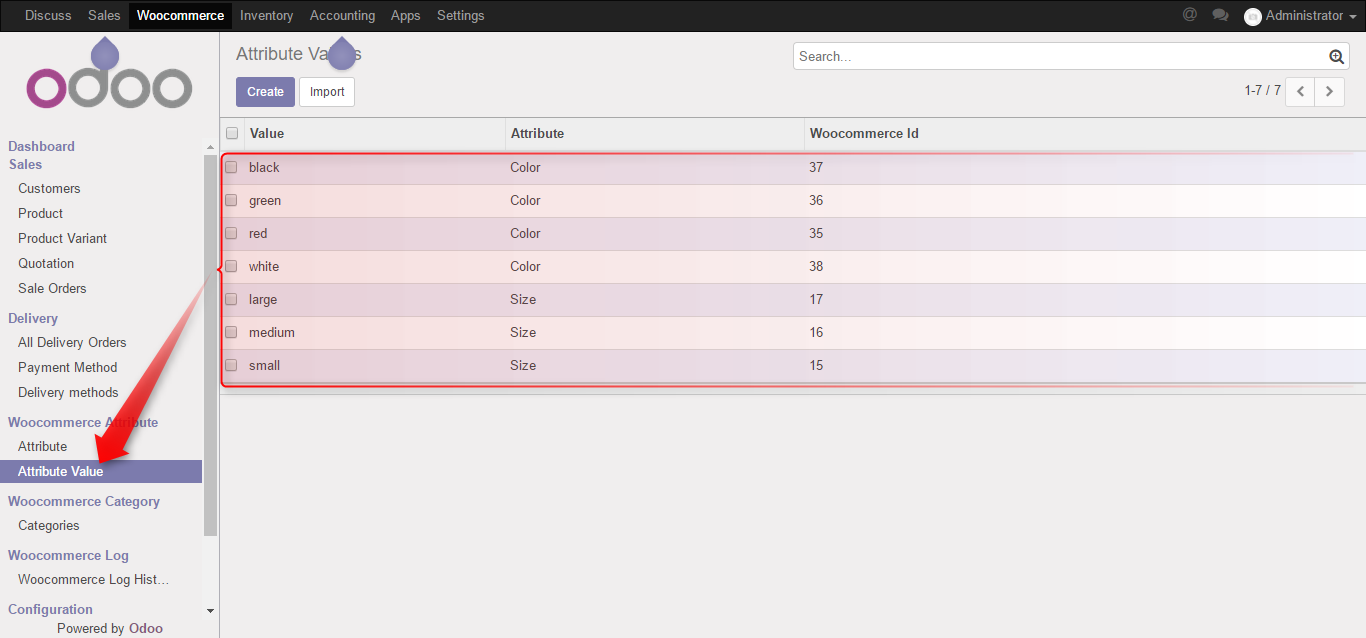 Discuss Sales Woocommerce Inventory Accounting Apps Settings @ Administrator
odoo
Dashboard
Sales
Customers
Product
Product Variant
Quotation
Sale Orders
Delivery
All Delivery Orders
Payment Method
Delivery methods
Woocommerce Attribute
Attribute
Attribute Value
Woocommerce Category
Categories
Woocommerce Log
Woocommerce Log Hist...
Configuration
Powered by Odoo
Attribute Values
Search...
Create Import
1-7 / 7
Value Attribute Woocommerce Id
black Color 37
green Color 36
red Color 35
white Color 38
large Size 17
medium Size 16
small Size 15